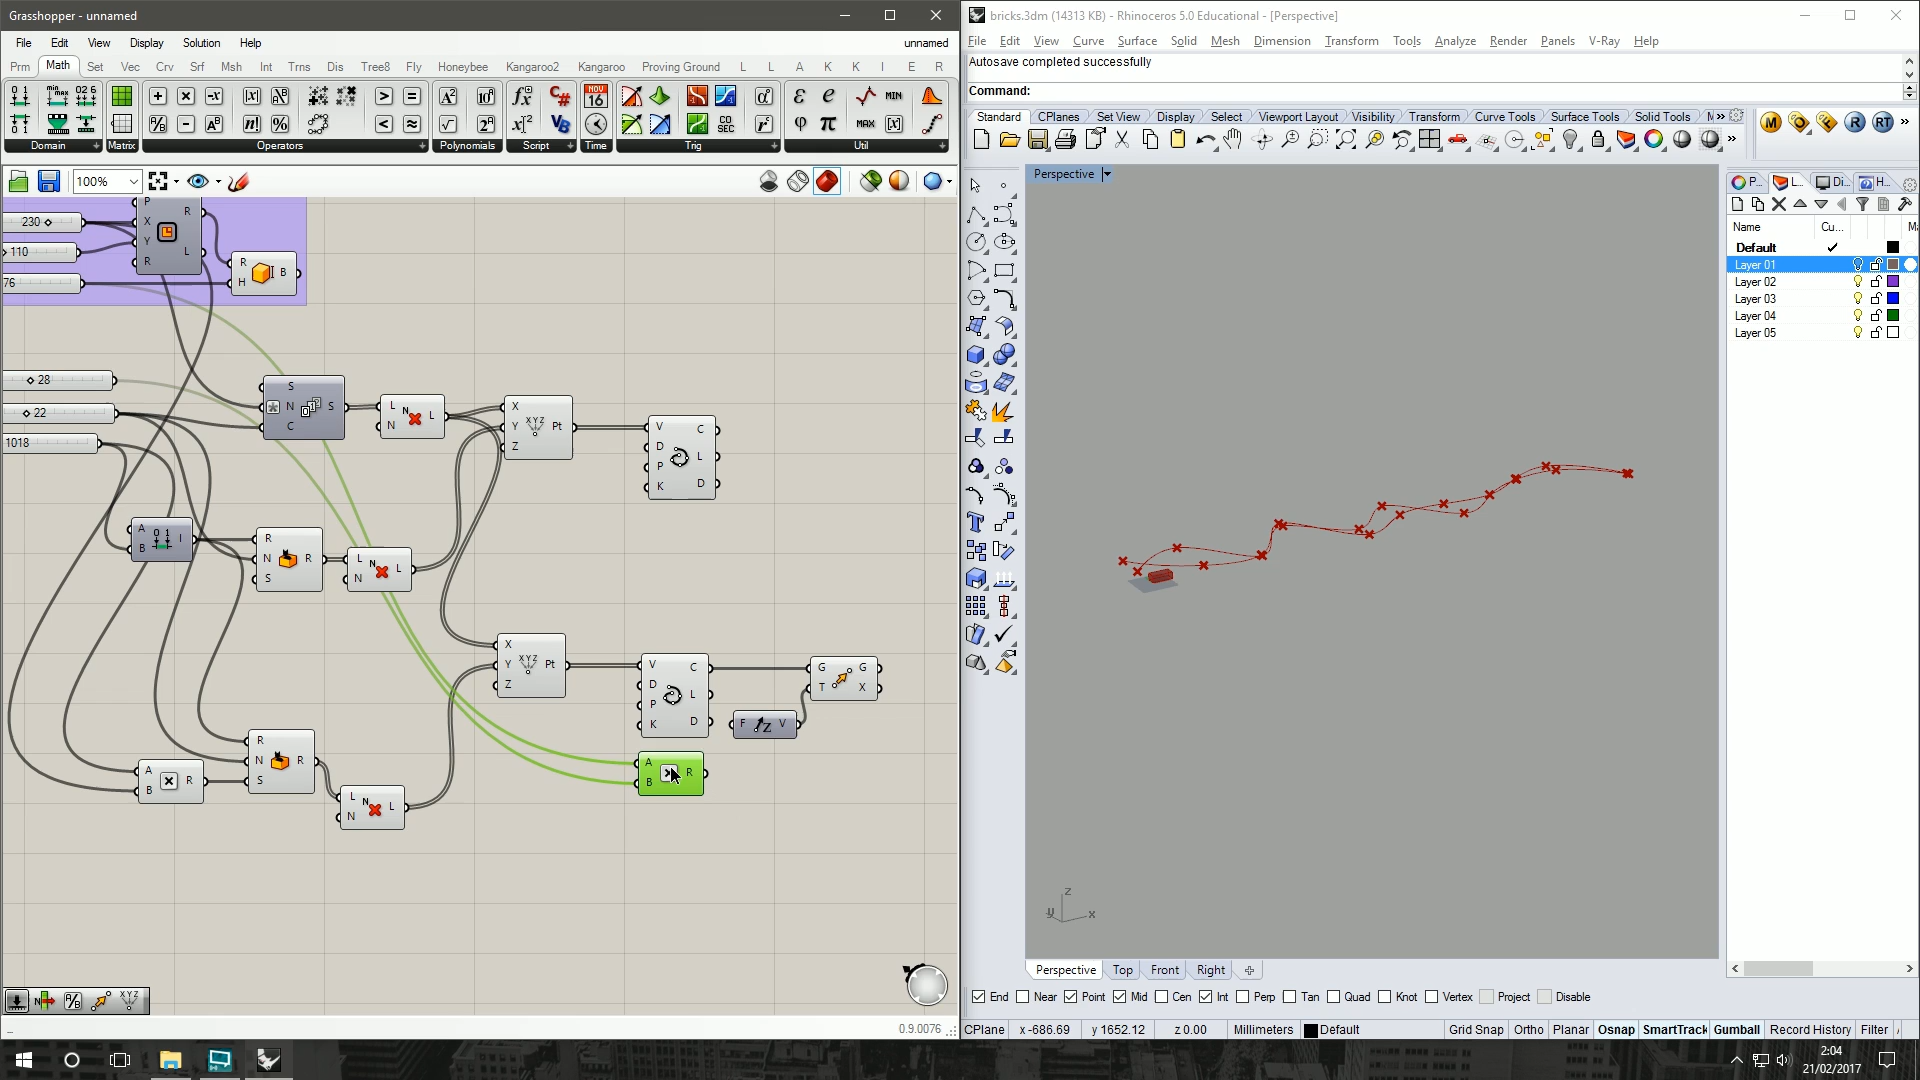 Grasshopper - unnamed
File Edit View Display Solution Help
unnamed
Prm Math Set Vec Crv Srf Msh Int Trns Dis Tree8 Fly Honeybee Kangaroo2 Kangaroo Proving Ground L L A K K I E R
Domain Matrix Operators Polynomials Script Time Trig Util
100%
230
110
76
P
X
Y
R
R
L
R
H
B
28
22
1018
S
N
C
S
L
N
L
X
Y
Z
Pt
V
D
P
K
C
L
D
A
B
I
R
N
S
R
L
N
L
X
Y
Z
Pt
V
D
P
K
C
L
D
G
T
G
X
F
V
A
B
R
R
N
S
R
A
B
R
L
N
L
0.9.0076
bricks.3dm (14313 KB) - Rhinoceros 5.0 Educational - [Perspective]
File Edit View Curve Surface Solid Mesh Dimension Transform Tools Analyze Render Panels V-Ray Help
Autosave completed successfully
Command:
Standard CPlanes Set View Display Select Viewport Layout Visibility Transform Curve Tools Surface Tools Solid Tools
M R RT
Perspective
z
y x
P... L... Di... H...
Name Cu...
Default
Layer 01
Layer 02
Layer 03
Layer 04
Layer 05
Perspective Top Front Right
End Near Point Mid Cen Int Perp Tan Quad Knot Vertex Project Disable
CPlane x -686.69 y 1652.12 z 0.00 Millimeters Default Grid Snap Ortho Planar Osnap SmartTrack Gumball Record History Filter
2:04
21/02/2017